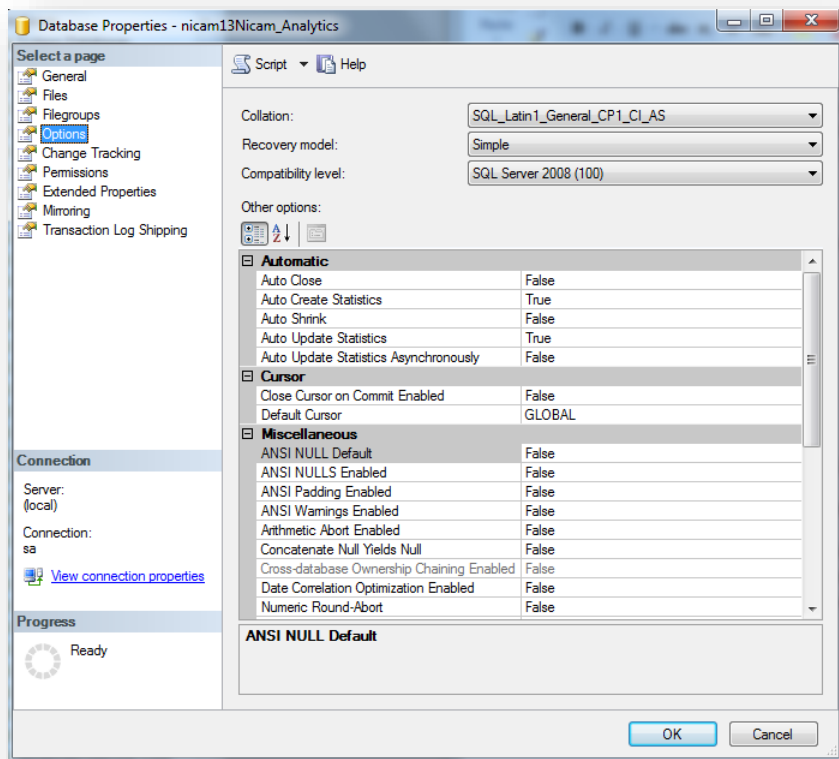 Database Properties - nicam13Nicam_Analytics
Select a page
General
Files
Filegroups
Options
Change Tracking
Permissions
Extended Properties
Mirroring
Transaction Log Shipping
Connection
Server:
(local)
Connection:
sa
View connection properties
Progress
Ready
Script Help
Collation: SQL_Latin1_General_CP1_CI_AS
Recovery model: Simple
Compatibility level: SQL Server 2008 (100)
Other options:
Automatic
Auto Close False
Auto Create Statistics True
Auto Shrink False
Auto Update Statistics True
Auto Update Statistics Asynchronously False
Cursor
Close Cursor on Commit Enabled False
Default Cursor GLOBAL
Miscellaneous
ANSI NULL Default False
ANSI NULLS Enabled False
ANSI Padding Enabled False
ANSI Warnings Enabled False
Arithmetic Abort Enabled False
Concatenate Null Yields Null False
Cross-database Ownership Chaining Enabled False
Date Correlation Optimization Enabled False
Numeric Round-Abort False
ANSI NULL Default
OK Cancel